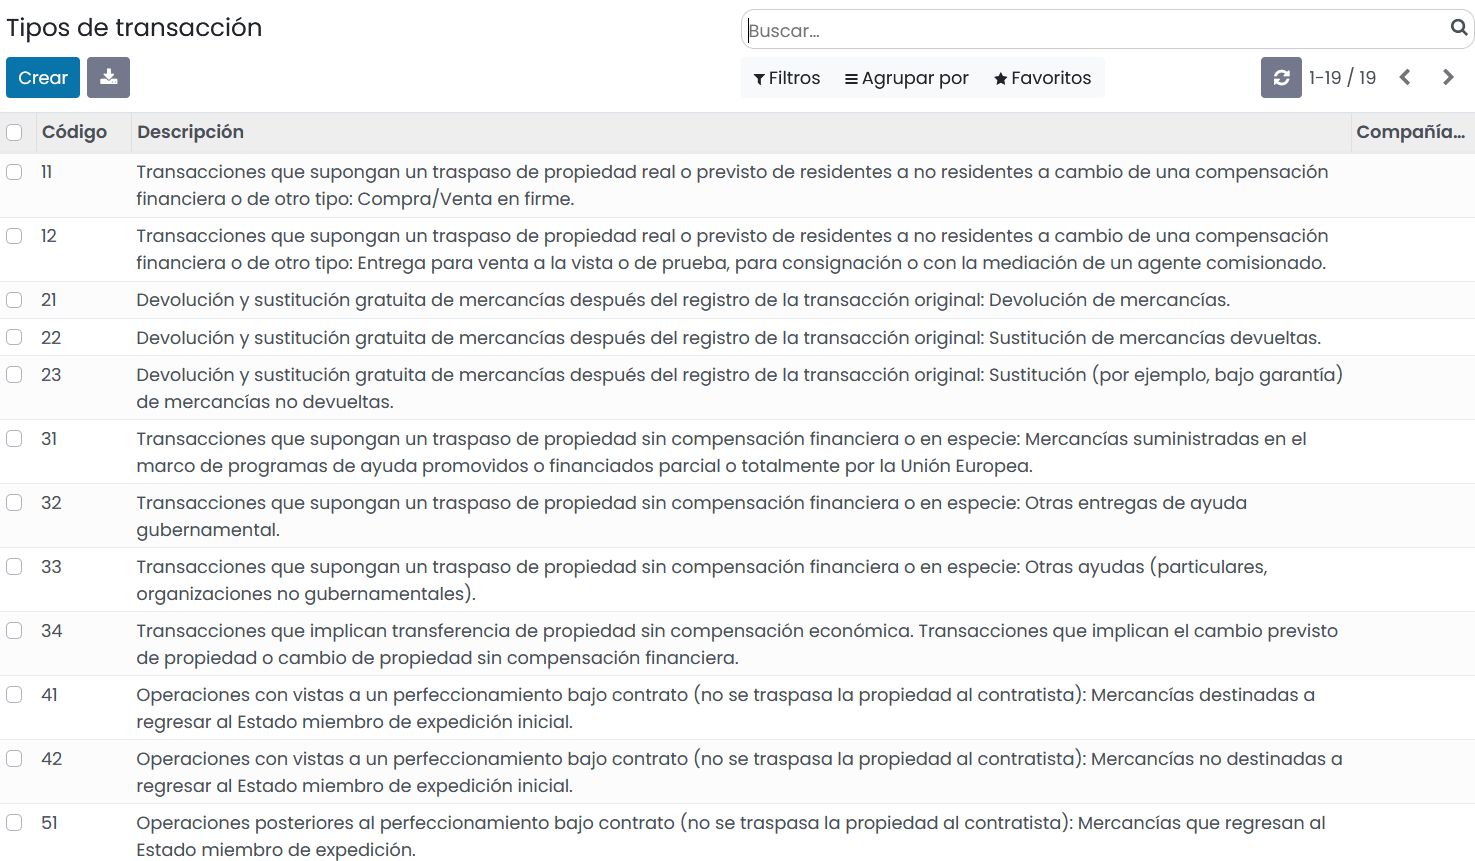 Tipos de transacción
Buscar...
Crear
Filtros Agrupar por Favoritos
1-19 / 19
Código Descripción Compañía...
11 Transacciones que supongan un traspaso de propiedad real o previsto de residentes a no residentes a cambio de una compensación
financiera o de otro tipo: Compra/Venta en firme.
12 Transacciones que supongan un traspaso de propiedad real o previsto de residentes a no residentes a cambio de una compensación
financiera o de otro tipo: Entrega para venta a la vista o de prueba, para consignación o con la mediación de un agente comisionado.
21 Devolución y sustitución gratuita de mercancías después del registro de la transacción original: Devolución de mercancías.
22 Devolución y sustitución gratuita de mercancías después del registro de la transacción original: Sustitución de mercancías devueltas.
23 Devolución y sustitución gratuita de mercancías después del registro de la transacción original: Sustitución (por ejemplo, bajo garantía)
de mercancías no devueltas.
31 Transacciones que supongan un traspaso de propiedad sin compensación financiera o en especie: Mercancías suministradas en el
marco de programas de ayuda promovidos o financiados parcial o totalmente por la Unión Europea.
32 Transacciones que supongan un traspaso de propiedad sin compensación financiera o en especie: Otras entregas de ayuda
gubernamental.
33 Transacciones que supongan un traspaso de propiedad sin compensación financiera o en especie: Otras ayudas (particulares,
organizaciones no gubernamentales).
34 Transacciones que implican transferencia de propiedad sin compensación económica. Transacciones que implican el cambio previsto
de propiedad o cambio de propiedad sin compensación financiera.
41 Operaciones con vistas a un perfeccionamiento bajo contrato (no se traspasa la propiedad al contratista): Mercancías destinadas a
regresar al Estado miembro de expedición inicial.
42 Operaciones con vistas a un perfeccionamiento bajo contrato (no se traspasa la propiedad al contratista): Mercancías no destinadas a
regresar al Estado miembro de expedición inicial.
51 Operaciones posteriores al perfeccionamiento bajo contrato (no se traspasa la propiedad al contratista): Mercancías que regresan al
Estado miembro de expedición.